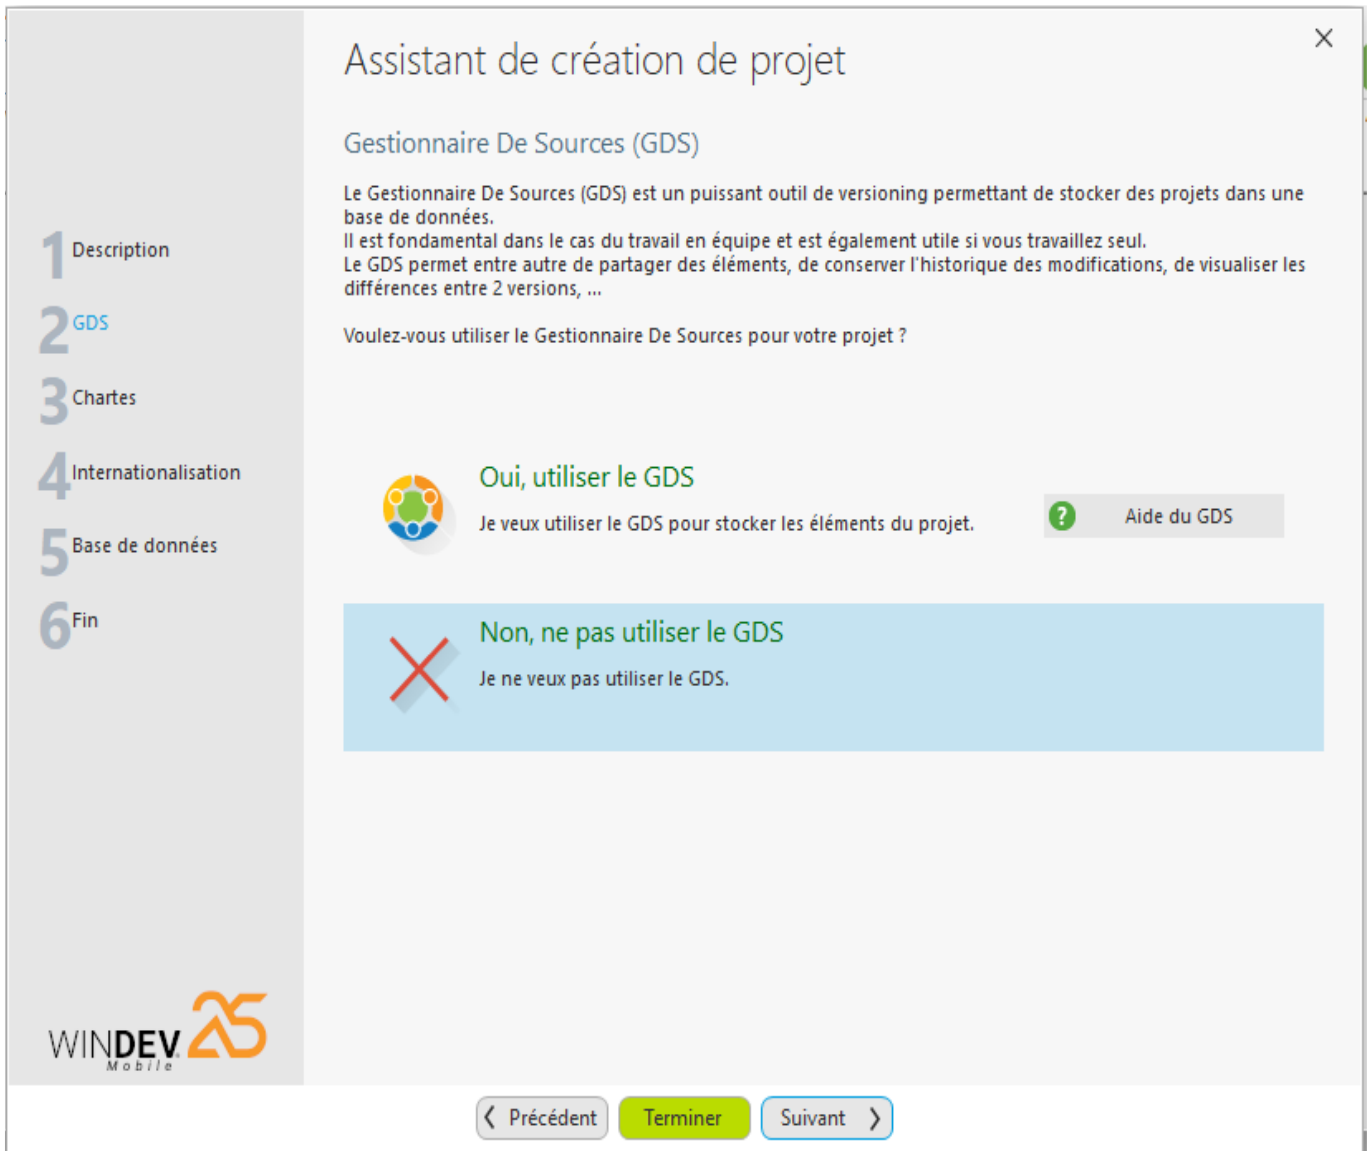 Assistant de création de projet
Gestionnaire De Sources (GDS)
Le Gestionnaire De Sources (GDS) est un puissant outil de versioning permettant de stocker des projets dans une
base de données.
Il est fondamental dans le cas du travail en équipe et est également utile si vous travaillez seul.
Le GDS permet entre autre de partager des éléments, de conserver l'historique des modifications, de visualiser les
différences entre 2 versions, ...
Voulez-vous utiliser le Gestionnaire De Sources pour votre projet ?
1 Description
2 GDS
3 Chartes
4 Internationalisation
5 Base de données
6 Fin
Oui, utiliser le GDS
Je veux utiliser le GDS pour stocker les éléments du projet.
? Aide du GDS
Non, ne pas utiliser le GDS
Je ne veux pas utiliser le GDS.
WINDEV 25
Mobile
Précédent
Terminer
Suivant